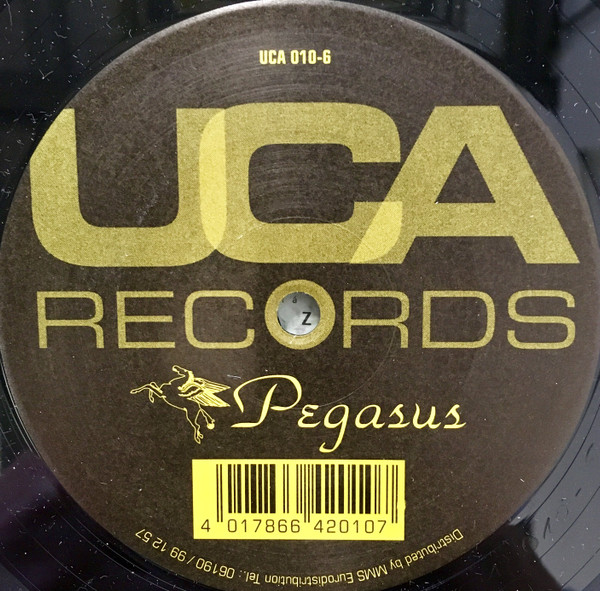 UCA 010-6
UCA
RECORDS
Z
Pegasus
4 017866 420107
Distributed by MMS Eurodistribution Tel.: 06190 / 99 12 57